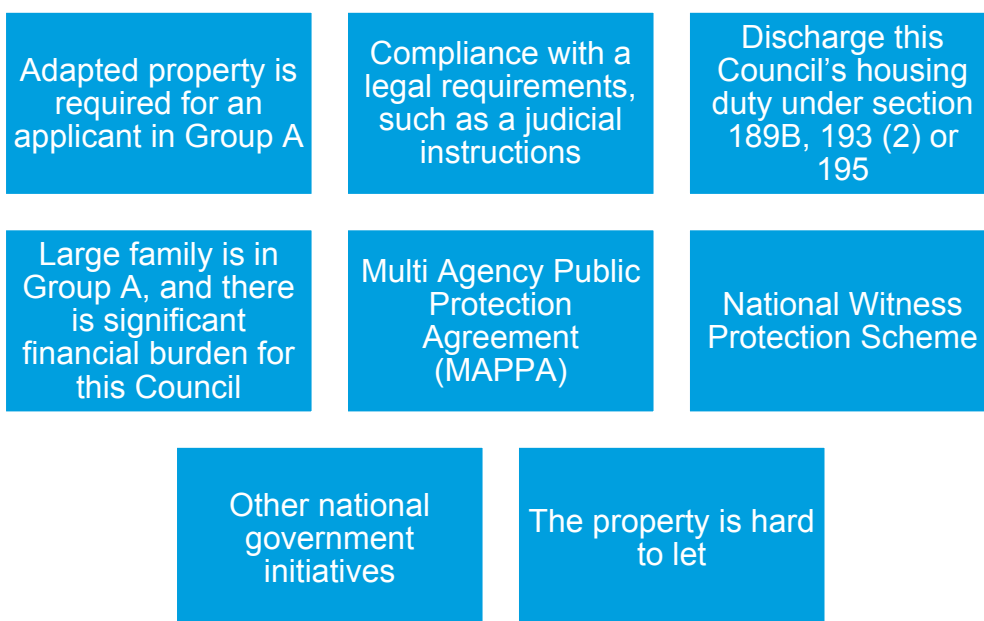 Adapted property is
required for an
applicant in Group A
Compliance with a
legal requirements,
such as a judicial
instructions
Discharge this
Council's housing
duty under section
189B, 193 (2) or
195
Large family is in
Group A, and there
is significant
financial burden for
this Council
Multi Agency Public
Protection
Agreement
(MAPPA)
National Witness
Protection Scheme
Other national
government
initiatives
The property is hard
to let